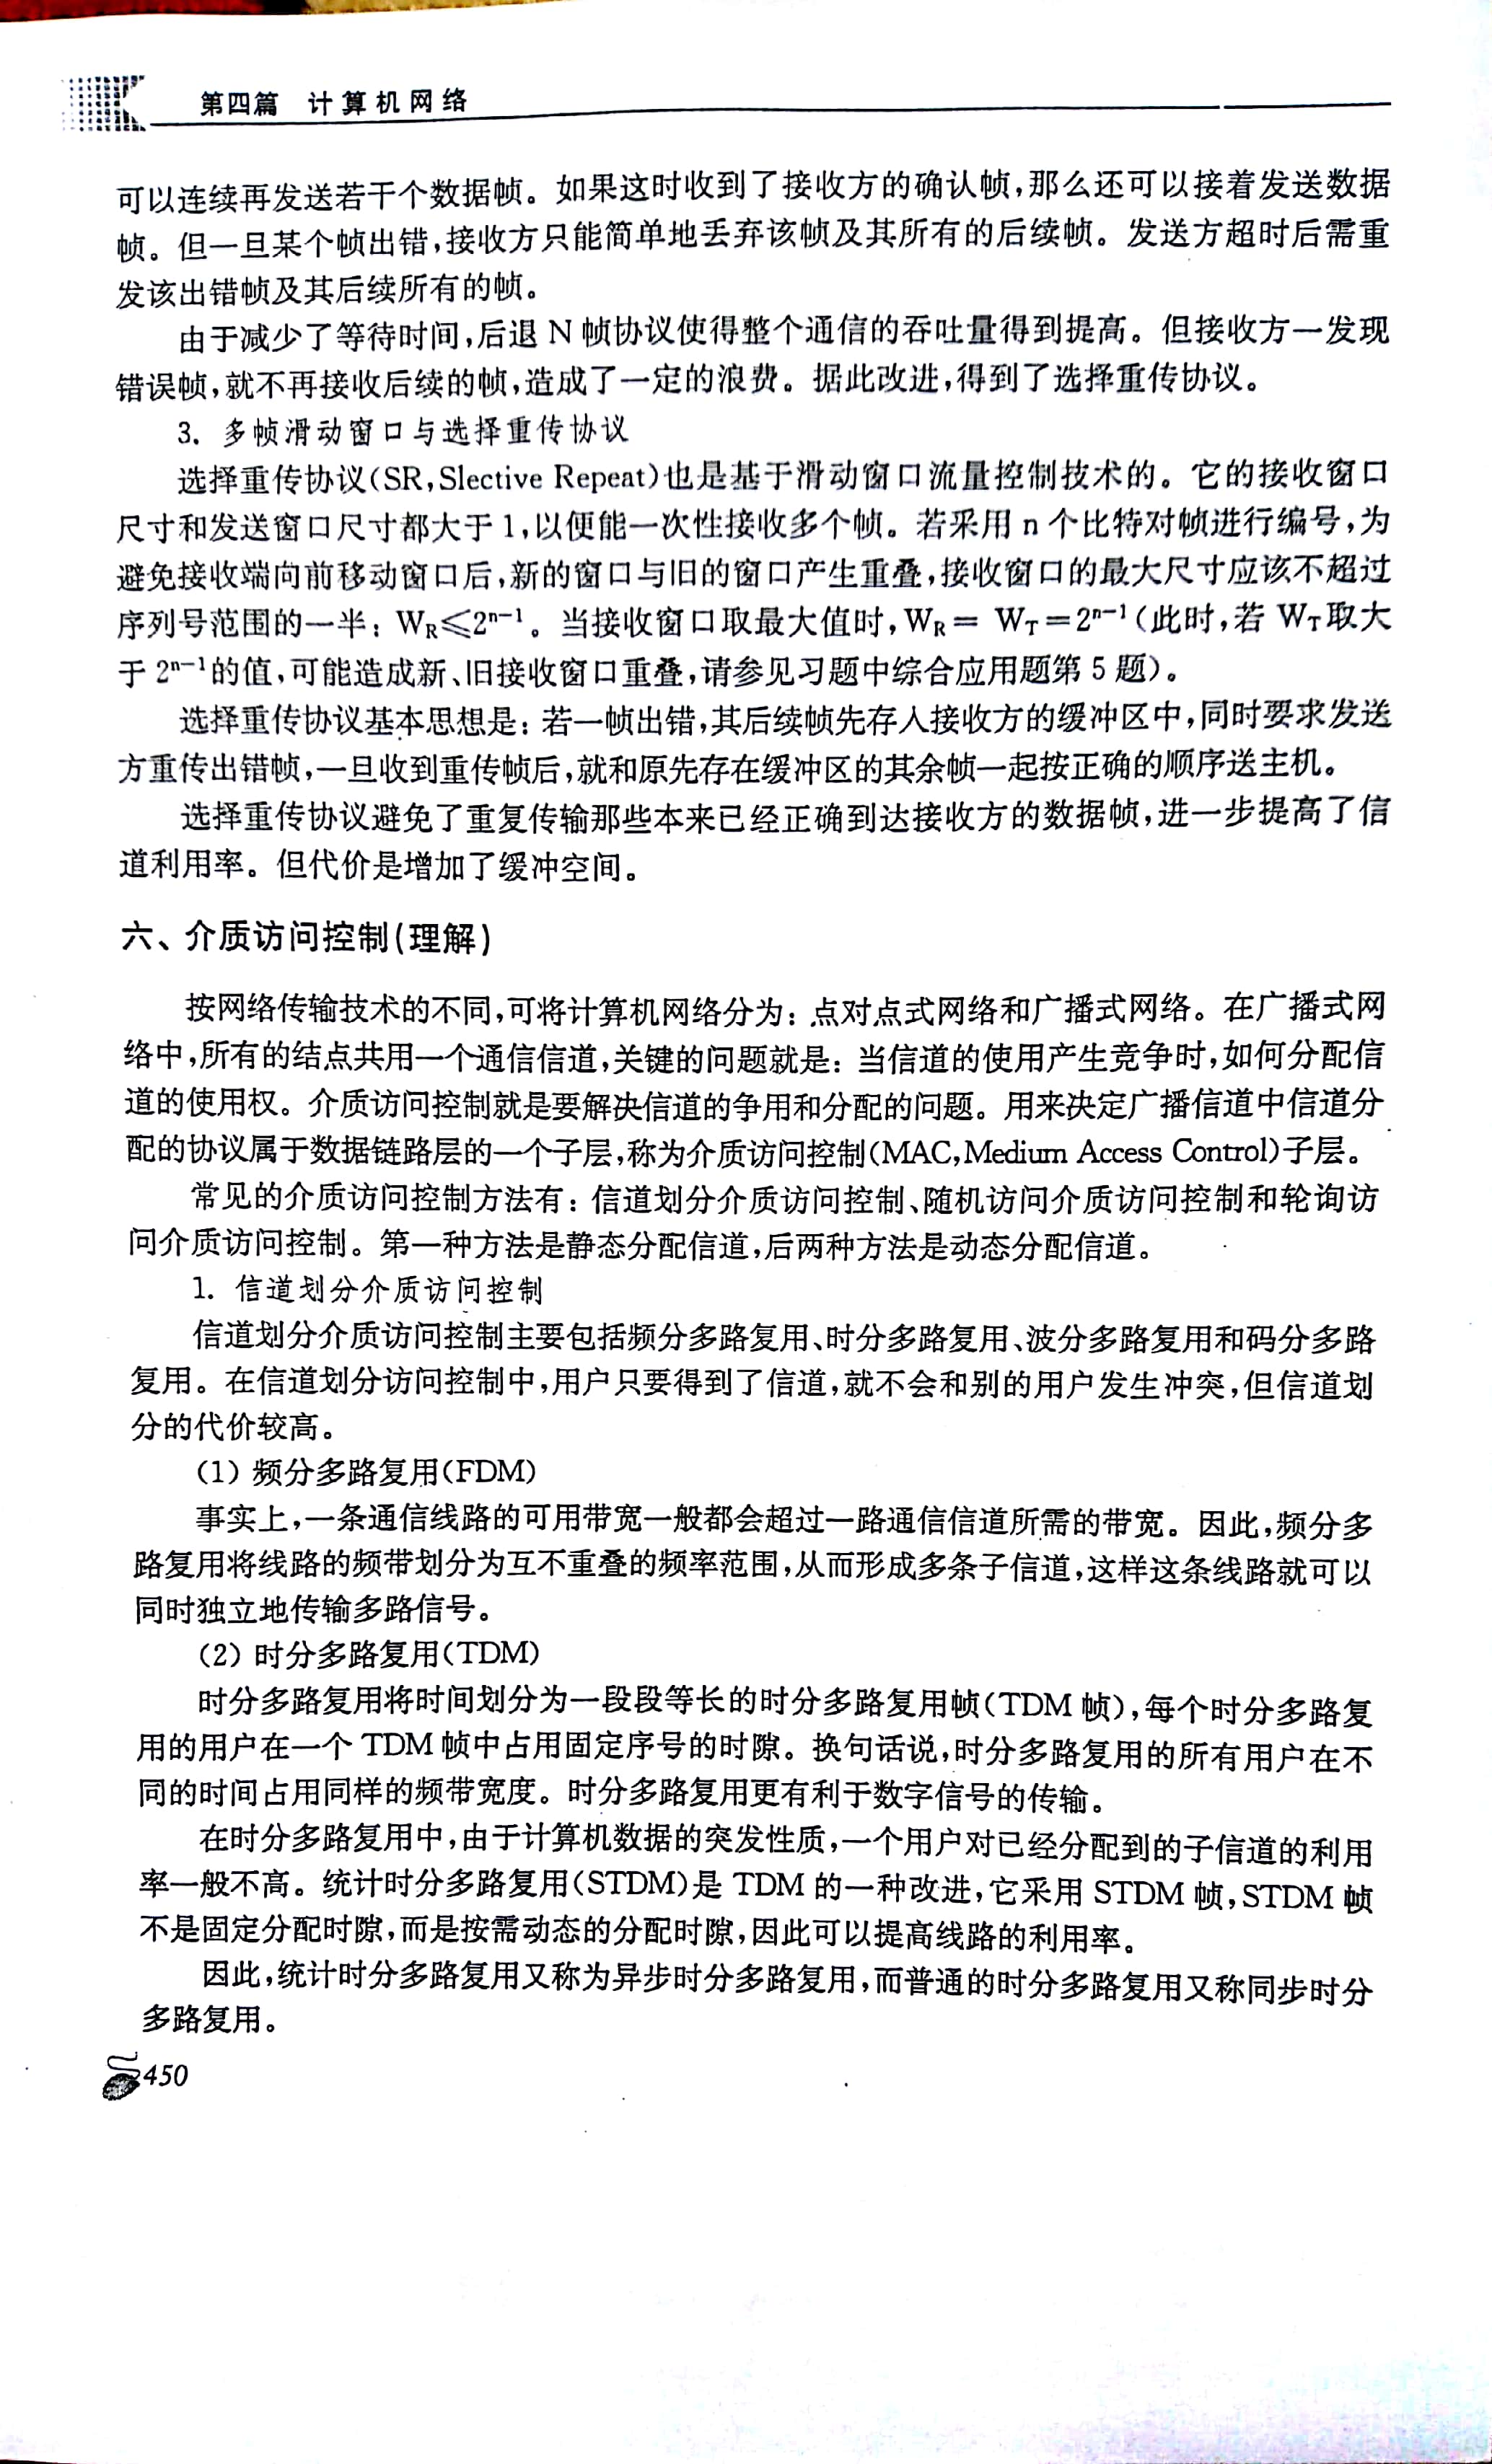 第四篇 计算机网络
可以连续再发送若干个数据帧。如果这时收到了接收方的确认帧,那么还可以接着发送数据
帧。但一旦某个帧出错,接收方只能简单地丢弃该帧及其所有的后续帧。发送方超时后需重
发该出错帧及其后续所有的帧。
由于减少了等待时间,后退 N 帧协议使得整个通信的吞吐量得到提高。但接收方一发现
错误帧,就不再接收后续的帧,造成了一定的浪费。据此改进,得到了选择重传协议。
3. 多帧滑动窗口与选择重传协议
选择重传协议(SR,Slective Repeat)也是基于滑动窗口流量控制技术的。它的接收窗口
尺寸和发送窗口尺寸都大于 1,以便能一次性接收多个帧。若采用 n 个比特对帧进行编号,为
避免接收端向前移动窗口后,新的窗口与旧的窗口产生重叠,接收窗口的最大尺寸应该不超过
序列号范围的一半:W_R≤2^{n-1}。当接收窗口取最大值时,W_R = W_T=2^{n-1}(此时,若 W_T取大
于 2^{n-1}的值,可能造成新、旧接收窗口重叠,请参见习题中综合应用题第 5 题)。
选择重传协议基本思想是:若一帧出错,其后续帧先存入接收方的缓冲区中,同时要求发送
方重传出错帧,一旦收到重传帧后,就和原先存在缓冲区的其余帧一起按正确的顺序送主机。
选择重传协议避免了重复传输那些本来已经正确到达接收方的数据帧,进一步提高了信
道利用率。但代价是增加了缓冲空间。
六、介质访问控制(理解)
按网络传输技术的不同,可将计算机网络分为:点对点式网络和广播式网络。在广播式网
络中,所有的结点共用一个通信信道,关键的问题就是:当信道的使用产生竞争时,如何分配信
道的使用权。介质访问控制就是要解决信道的争用和分配的问题。用来决定广播信道中信道分
配的协议属于数据链路层的一个子层,称为介质访问控制(MAC,Medium Access Control)子层。
常见的介质访问控制方法有:信道划分介质访问控制、随机访问介质访问控制和轮询访
问介质访问控制。第一种方法是静态分配信道,后两种方法是动态分配信道。
1. 信道划分介质访问控制
信道划分介质访问控制主要包括频分多路复用、时分多路复用、波分多路复用和码分多路
复用。在信道划分访问控制中,用户只要得到了信道,就不会和别的用户发生冲突,但信道划
分的代价较高。
(1) 频分多路复用(FDM)
事实上,一条通信线路的可用带宽一般都会超过一路通信信道所需的带宽。因此,频分多
路复用将线路的频带划分为互不重叠的频率范围,从而形成多条子信道,这样这条线路就可以
同时独立地传输多路信号。
(2) 时分多路复用(TDM)
时分多路复用将时间划分为一段段等长的时分多路复用帧(TDM 帧),每个时分多路复
用的用户在一个 TDM 帧中占用固定序号的时隙。换句话说,时分多路复用的所有用户在不
同的时间占用同样的频带宽度。时分多路复用更有利于数字信号的传输。
在时分多路复用中,由于计算机数据的突发性质,一个用户对已经分配到的子信道的利用
率一般不高。统计时分多路复用(STDM)是 TDM 的一种改进,它采用 STDM 帧,STDM 帧
不是固定分配时隙,而是按需动态的分配时隙,因此可以提高线路的利用率。
因此,统计时分多路复用又称为异步时分多路复用,而普通的时分多路复用又称同步时分
多路复用。
450